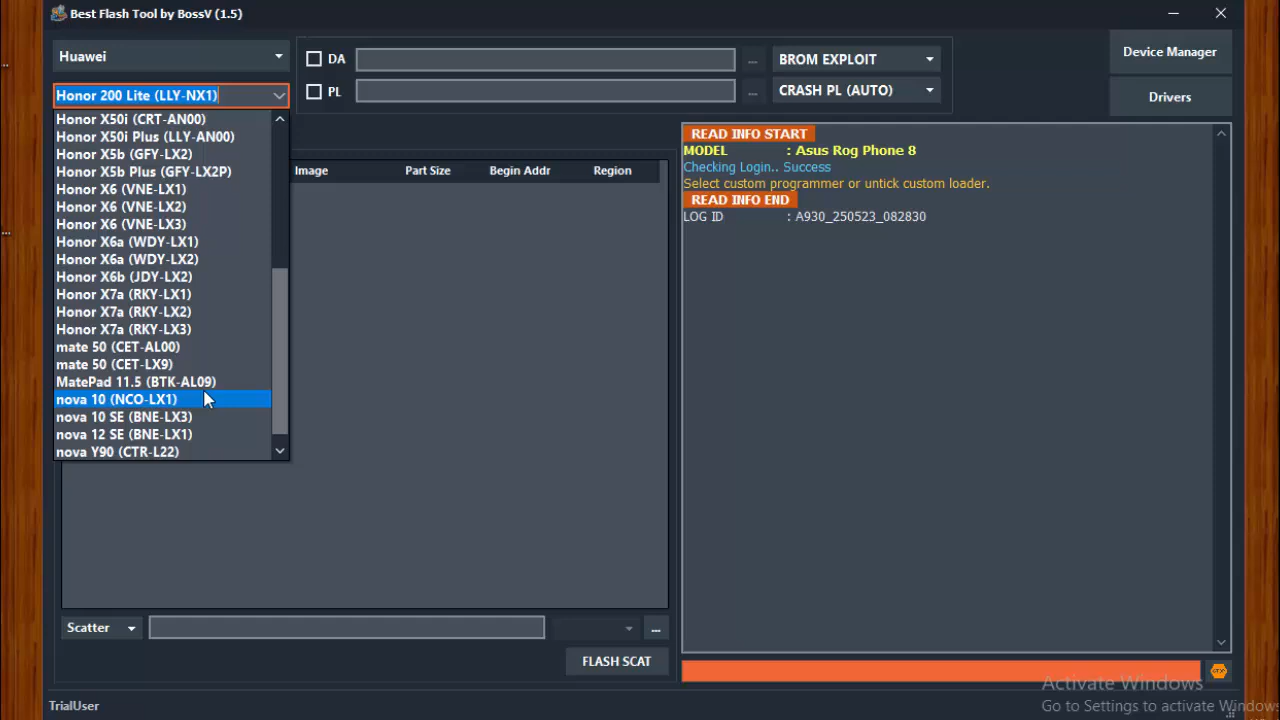 Best Flash Tool by BossV (1.5)
Huawei
DA
...
BROM EXPLOIT
Device Manager
Honor 200 Lite (LLY-NX1)
PL
...
CRASH PL (AUTO)
Drivers
Honor X50i (CRT-AN00)
Honor X50i Plus (LLY-AN00)
Honor X5b (GFY-LX2)
Honor X5b Plus (GFY-LX2P)
Honor X6 (VNE-LX1)
Honor X6 (VNE-LX2)
Honor X6 (VNE-LX3)
Honor X6a (WDY-LX1)
Honor X6a (WDY-LX2)
Honor X6b (JDY-LX2)
Honor X7a (RKY-LX1)
Honor X7a (RKY-LX2)
Honor X7a (RKY-LX3)
mate 50 (CET-AL00)
mate 50 (CET-LX9)
MatePad 11.5 (BTK-AL09)
nova 10 (NCO-LX1)
nova 10 SE (BNE-LX3)
nova 12 SE (BNE-LX1)
nova Y90 (CTR-L22)
Image Part Size Begin Addr Region
READ INFO START
MODEL : Asus Rog Phone 8
Checking Login.. Success
Select custom programmer or untick custom loader.
READ INFO END
LOG ID : A930_250523_082830
Scatter
...
FLASH SCAT
Activate Windows
Go to Settings to activate Windows
TrialUser